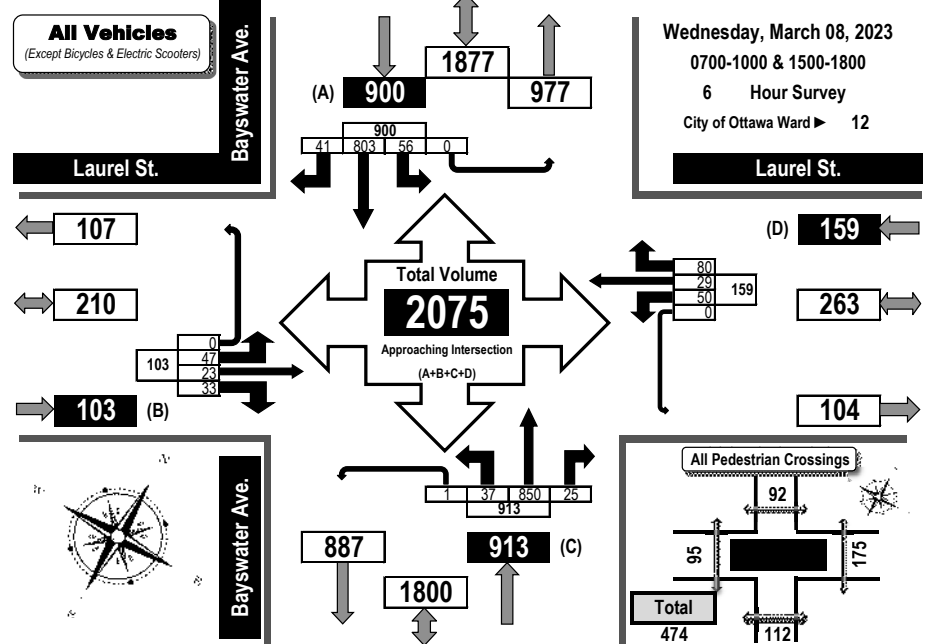 All Vehicles
(Except Bicycles & Electric Scooters)
Bayswater Ave.
Laurel St.
1877
(A) 900
977
900
41 803 56 0
Wednesday, March 08, 2023
0700-1000 & 1500-1800
6 Hour Survey
City of Ottawa Ward ► 12
Laurel St.
107
210
0
47
103
23
33
103 (B)
Total Volume
2075
Approaching Intersection
(A+B+C+D)
(D) 159
80
29
159
50
0
263
104
1 37 850 25
913
887
913 (C)
1800
Bayswater Ave.
All Pedestrian Crossings
92
95
175
112
Total
474